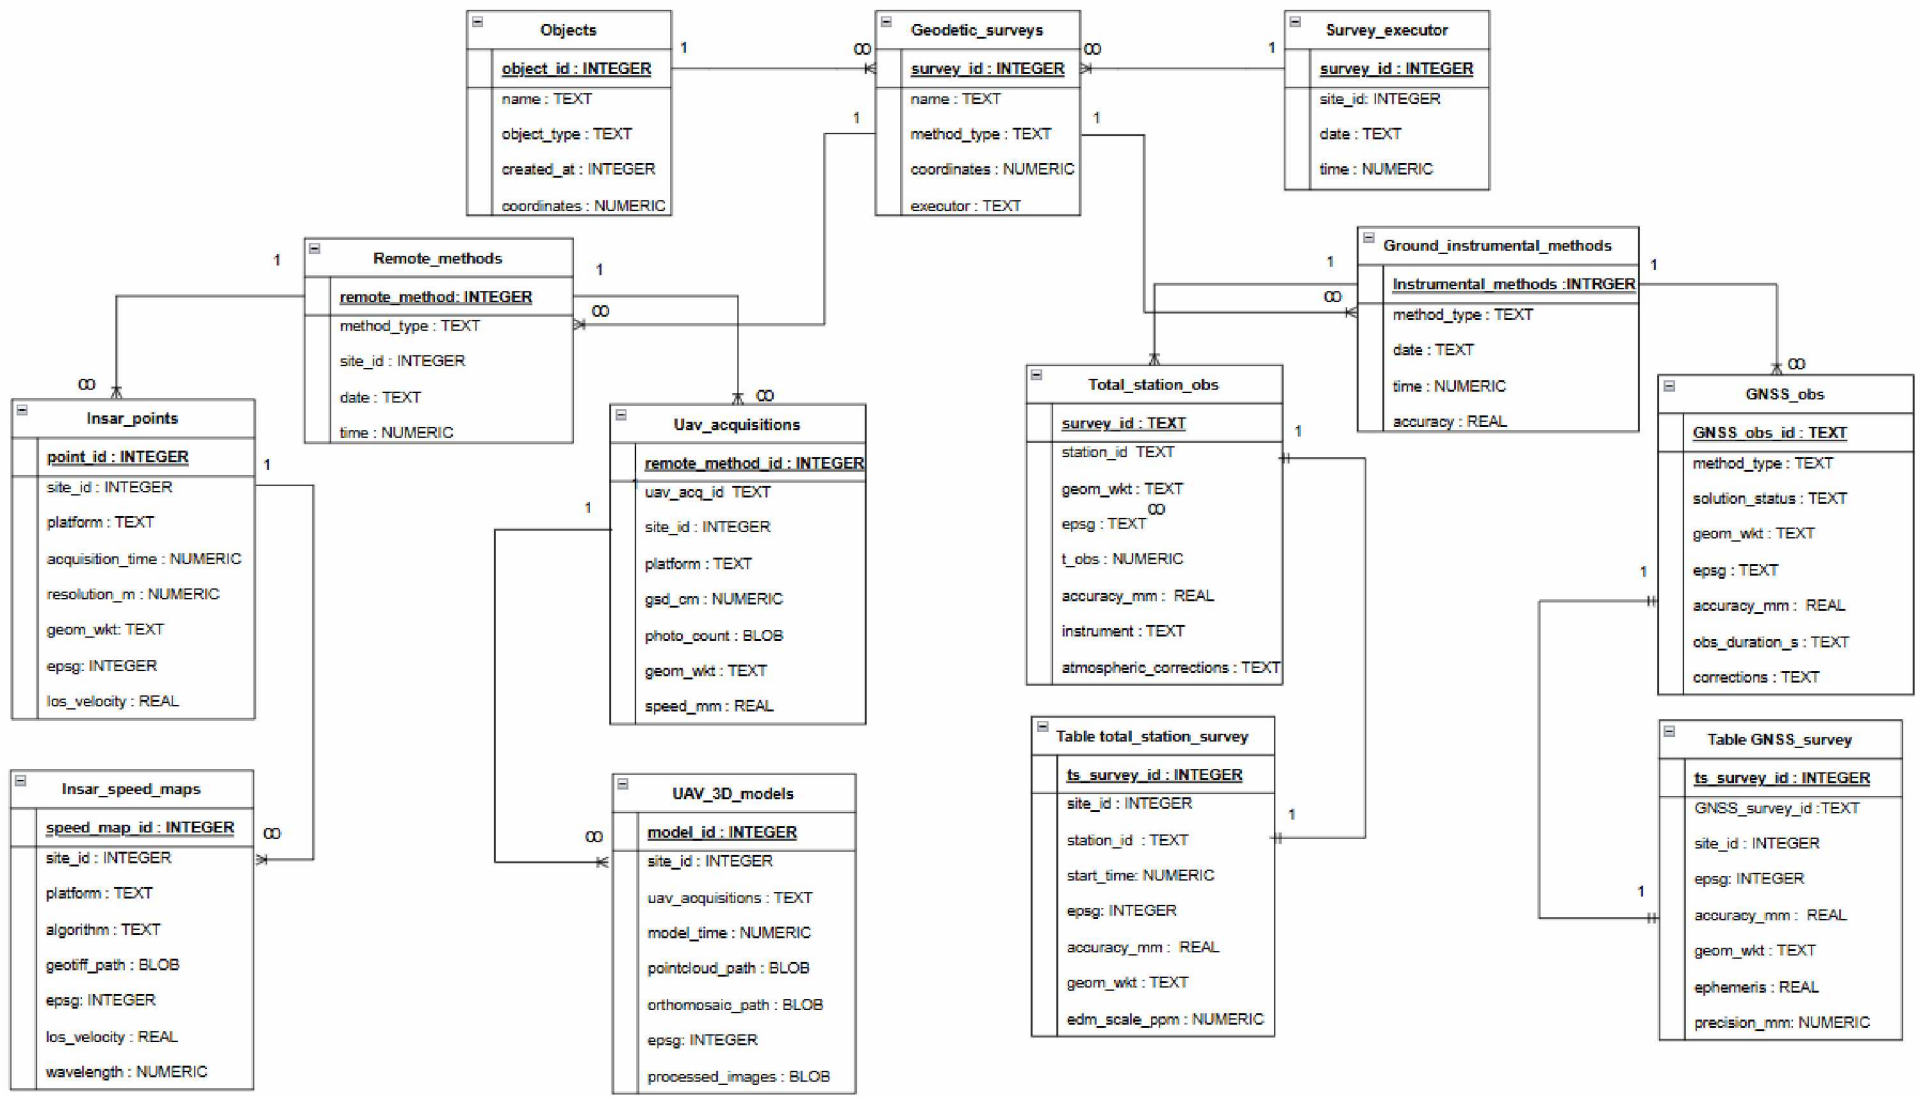 Objects
object_id : INTEGER
name : TEXT
object_type : TEXT
created_at : INTEGER
coordinates : NUMERIC
1
∞
Geodetic_surveys
survey_id : INTEGER
name : TEXT
method_type : TEXT
coordinates : NUMERIC
executor : TEXT
∞
1
Survey_executor
survey_id : INTEGER
site_id: INTEGER
date : TEXT
time : NUMERIC
1
1
1
Remote_methods
remote_method: INTEGER
method_type : TEXT
site_id : INTEGER
date : TEXT
time : NUMERIC
1
∞
1
∞
Ground_instrumental_methods
Instrumental_methods :INTRGER
method_type : TEXT
date : TEXT
time : NUMERIC
accuracy : REAL
1
∞
Insar_points
point_id : INTEGER
site_id : INTEGER
platform : TEXT
acquisition_time : NUMERIC
resolution_m : NUMERIC
geom_wkt: TEXT
epsg: INTEGER
los_velocity : REAL
1
∞
Uav_acquisitions
remote_method_id : INTEGER
uav_acq_id TEXT
site_id : INTEGER
platform : TEXT
gsd_cm : NUMERIC
photo_count : BLOB
geom_wkt : TEXT
speed_mm : REAL
1
Total_station_obs
survey_id : TEXT
station_id TEXT
geom_wkt : TEXT
epsg : TEXT
∞
t_obs : NUMERIC
accuracy_mm : REAL
instrument : TEXT
atmospheric_corrections : TEXT
1
∞
GNSS_obs
GNSS_obs_id : TEXT
method_type : TEXT
solution_status : TEXT
geom_wkt : TEXT
epsg : TEXT
accuracy_mm : REAL
obs_duration_s : TEXT
corrections : TEXT
1
Insar_speed_maps
speed_map_id : INTEGER
site_id : INTEGER
platform : TEXT
algorithm : TEXT
geotiff_path : BLOB
epsg: INTEGER
los_velocity : REAL
wavelength : NUMERIC
∞
∞
UAV_3D_models
model_id : INTEGER
site_id : INTEGER
uav_acquisitions : TEXT
model_time : NUMERIC
pointcloud_path : BLOB
orthomosaic_path : BLOB
epsg: INTEGER
processed_images : BLOB
Table total_station_survey
ts_survey_id : INTEGER
site_id : INTEGER
station_id : TEXT
start_time: NUMERIC
epsg: INTEGER
accuracy_mm : REAL
geom_wkt : TEXT
edm_scale_ppm : NUMERIC
1
1
Table GNSS_survey
ts_survey_id : INTEGER
GNSS_survey_id :TEXT
site_id : INTEGER
epsg: INTEGER
accuracy_mm : REAL
geom_wkt : TEXT
ephemeris : REAL
precision_mm: NUMERIC